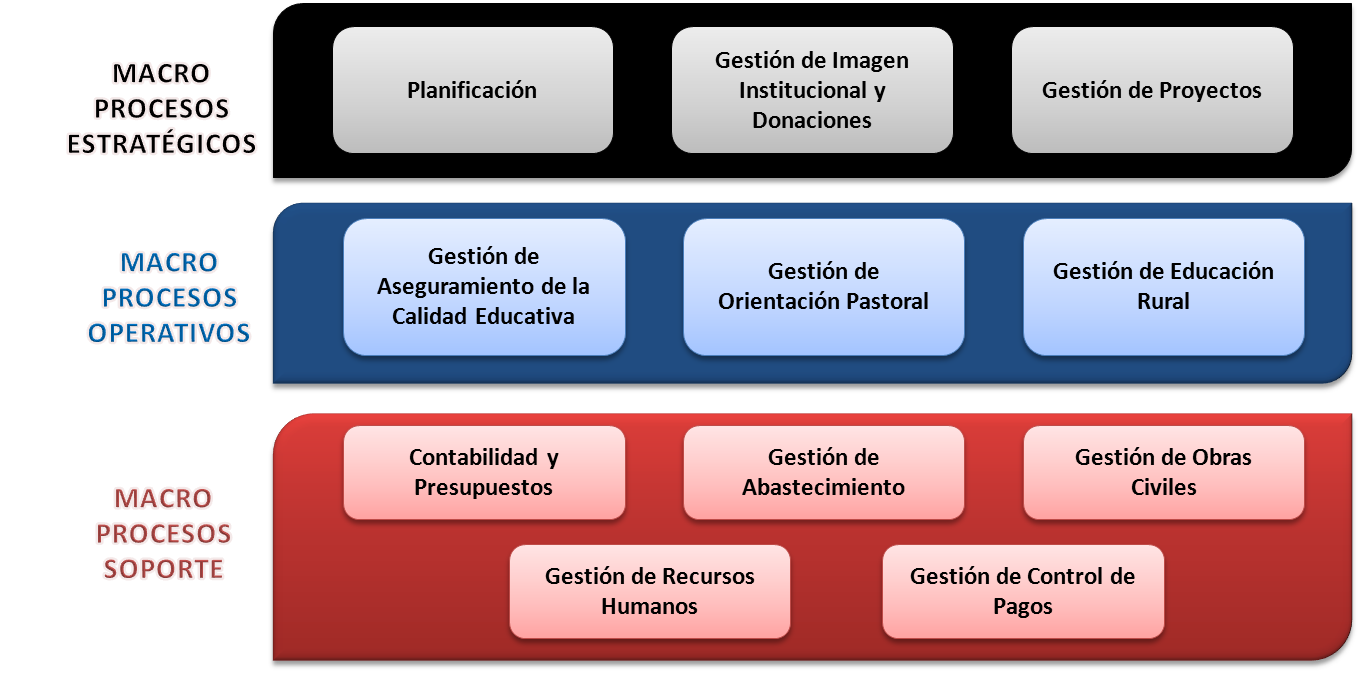 MACRO
PROCESOS
ESTRATÉGICOS
Planificación
Gestión de Imagen
Institucional y
Donaciones
Gestión de Proyectos
MACRO
PROCESOS
OPERATIVOS
Gestión de
Aseguramiento de la
Calidad Educativa
Gestión de
Orientación Pastoral
Gestión de Educación
Rural
MACRO
PROCESOS
SOPORTE
Contabilidad y
Presupuestos
Gestión de
Abastecimiento
Gestión de Obras
Civiles
Gestión de Recursos
Humanos
Gestión de Control de
Pagos